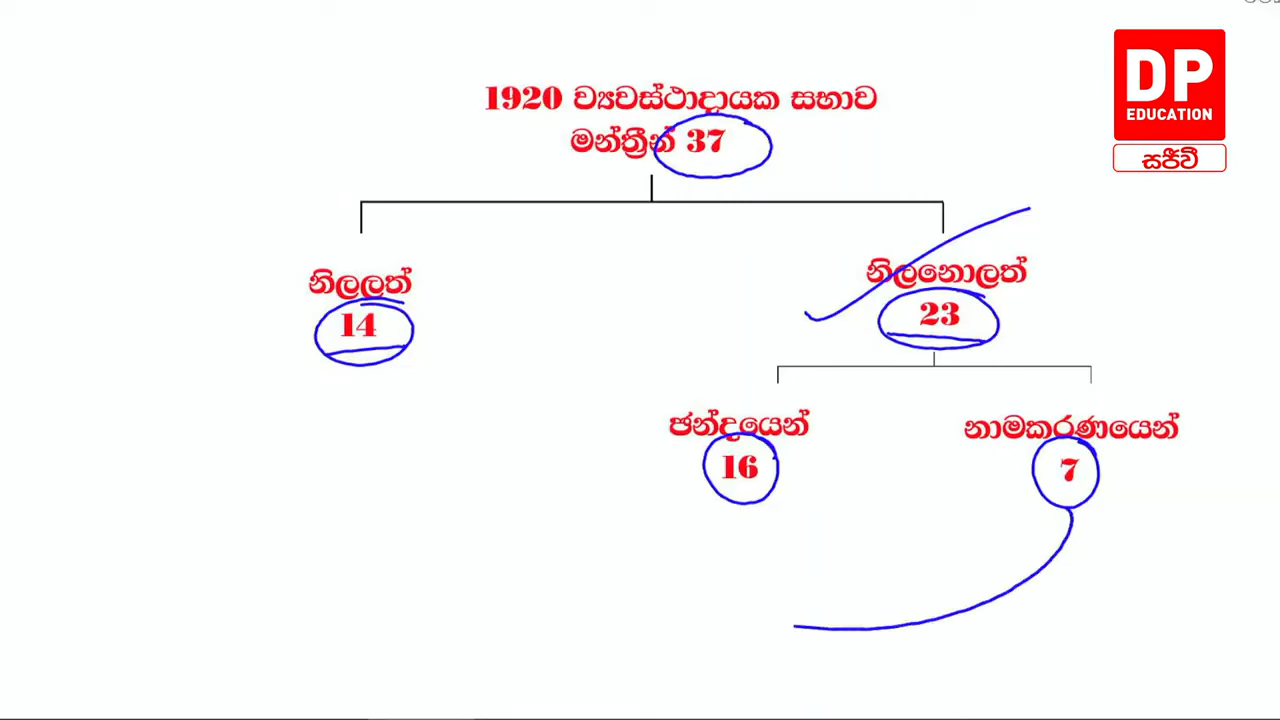 1920 ව්‍යවස්ථාදායක සභාව
මන්ත්‍රීන් 37
නිලලත්
14
නිලනොලත්
23
ඡන්දයෙන්
16
නාමකරණයෙන්
7
DP
EDUCATION
සජීවී